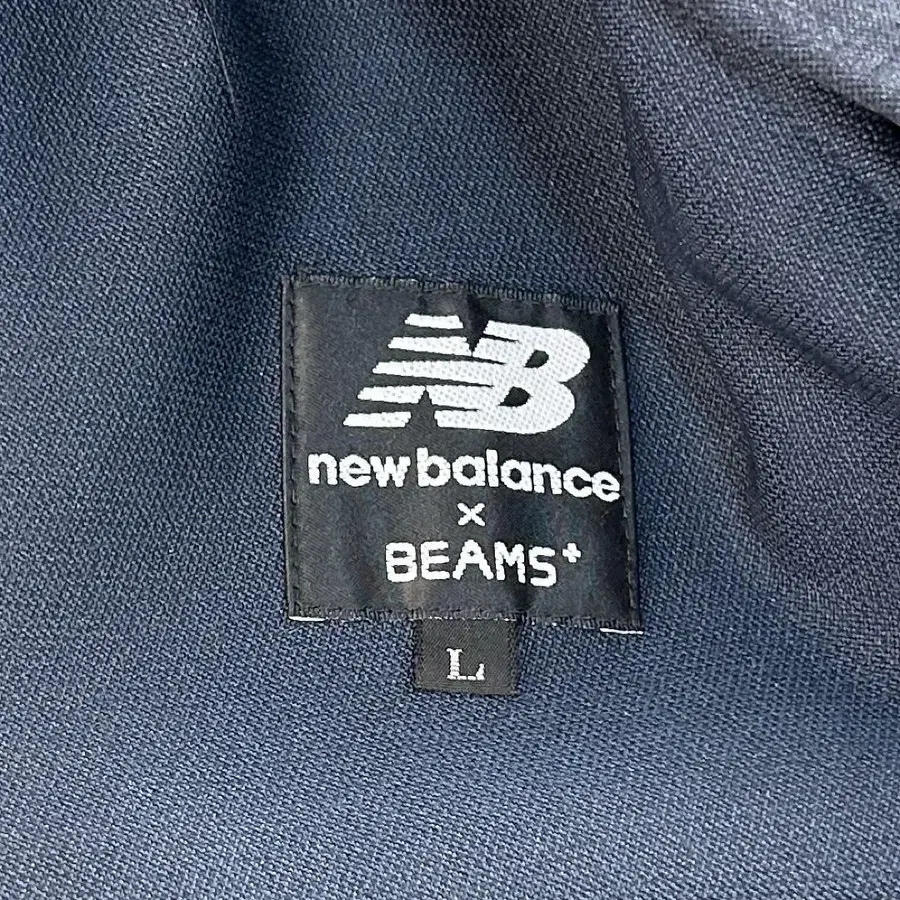 NB
new balance
×
BEAMS+
L